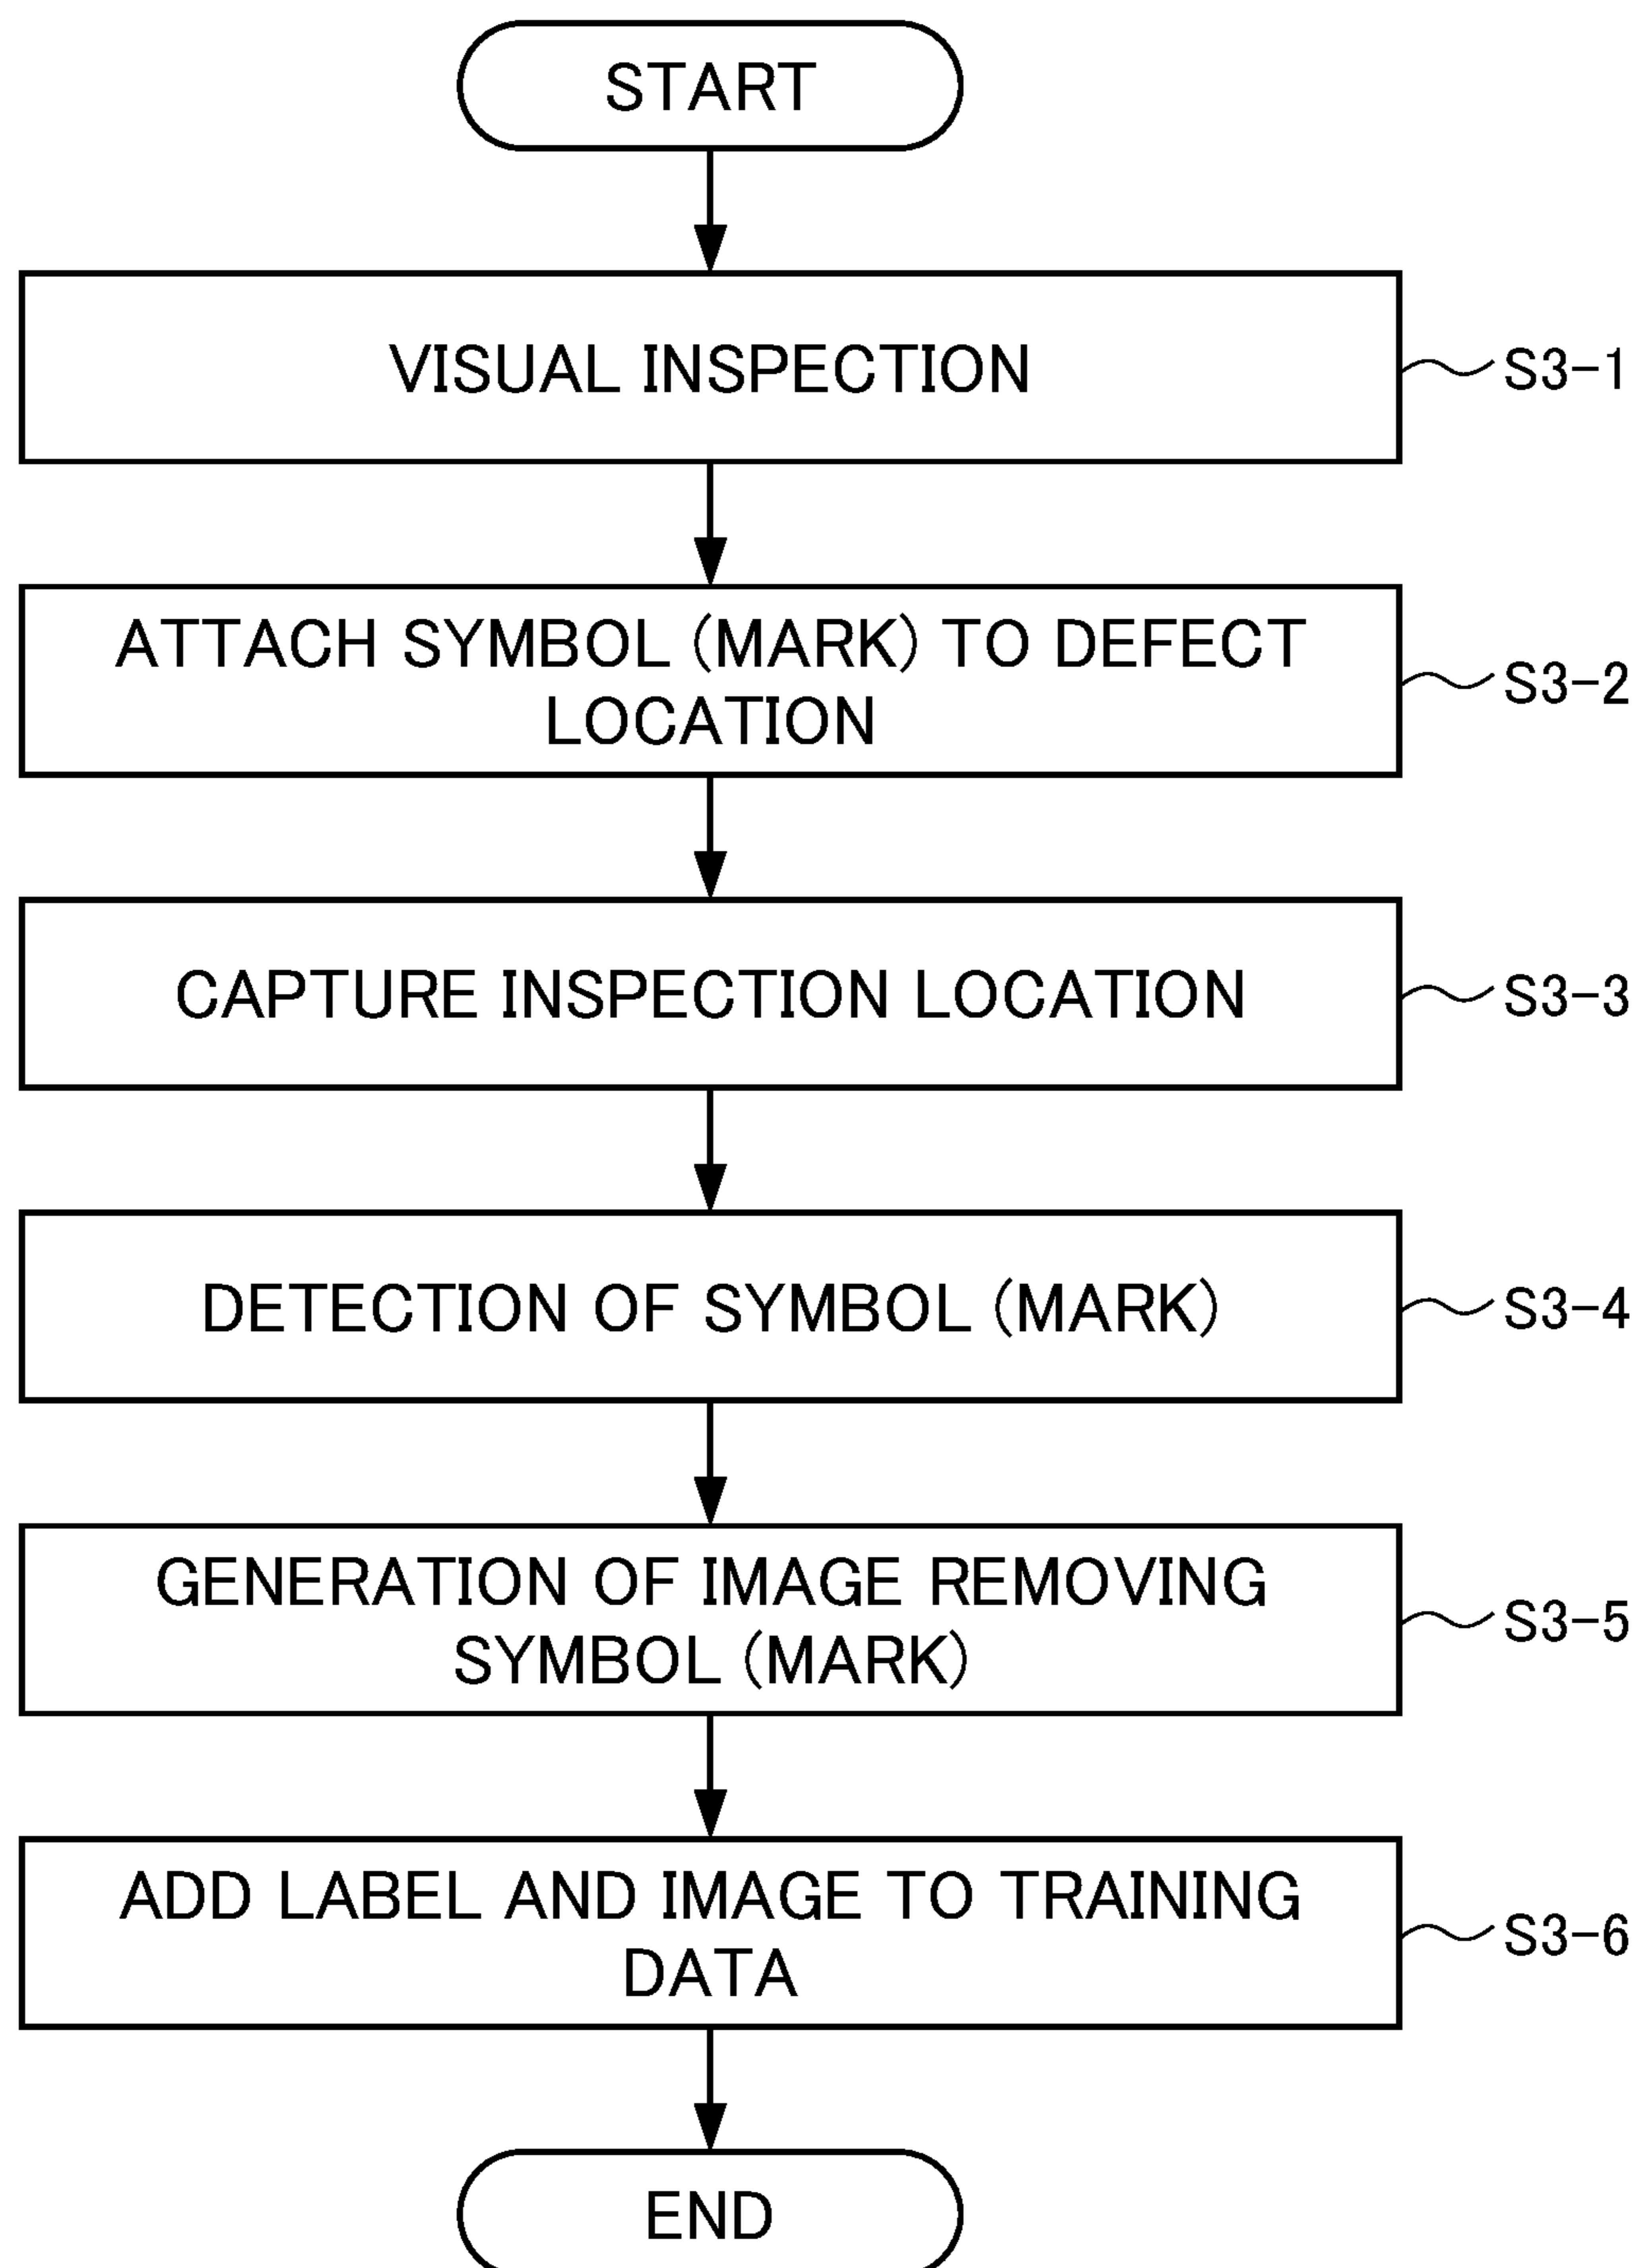 START
VISUAL INSPECTION
S3-1
ATTACH SYMBOL (MARK) TO DEFECT
LOCATION
S3-2
CAPTURE INSPECTION LOCATION
S3-3
DETECTION OF SYMBOL (MARK)
S3-4
GENERATION OF IMAGE REMOVING
SYMBOL (MARK)
S3-5
ADD LABEL AND IMAGE TO TRAINING
DATA
S3-6
END